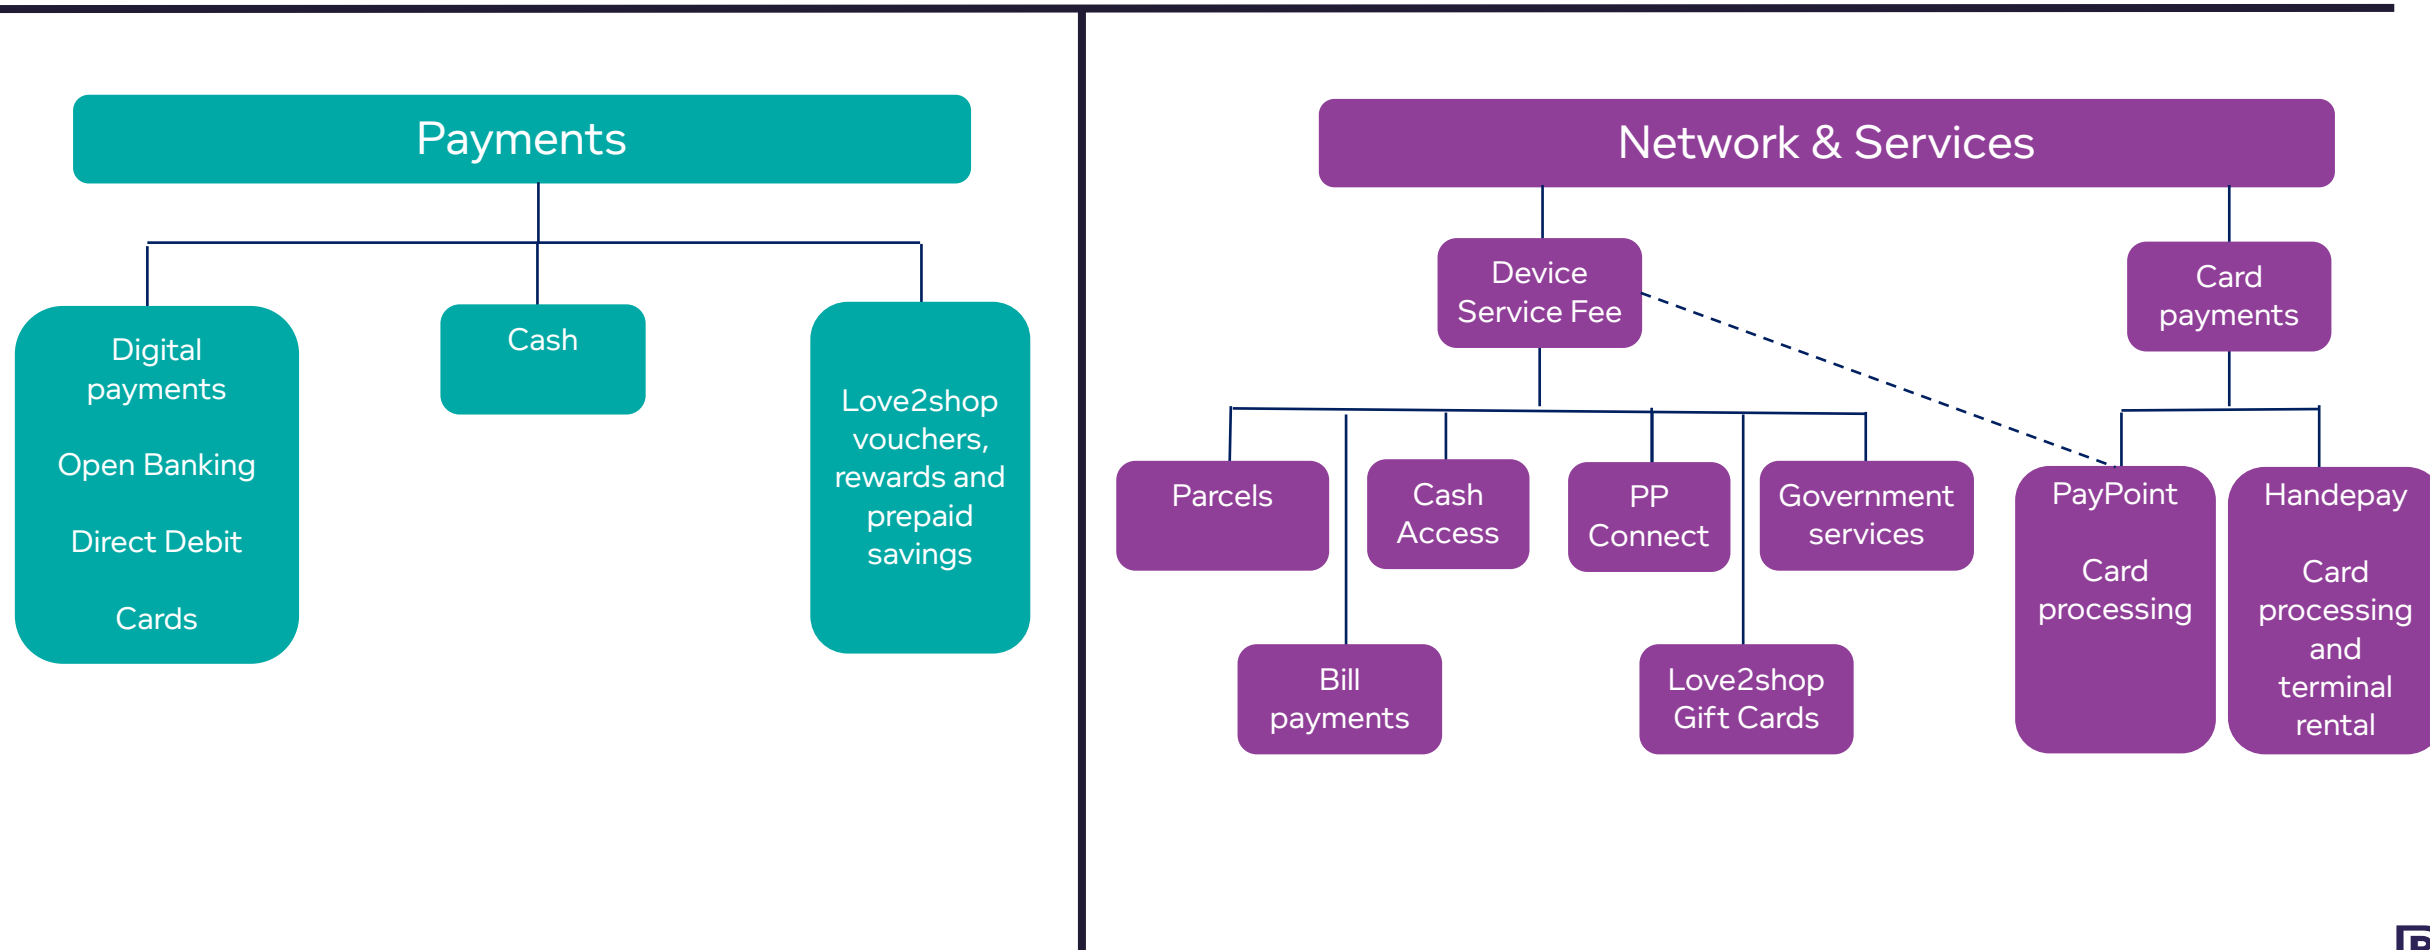 Payments
Digital
payments
Open Banking
Direct Debit
Cards
Cash
Love2shop
vouchers,
rewards and
prepaid
savings
Network & Services
Device
Service Fee
Card
payments
Parcels
Cash
Access
PP
Connect
Government
services
Bill
payments
Love2shop
Gift Cards
PayPoint
Card
processing
Handepay
Card
processing
and
terminal
rental